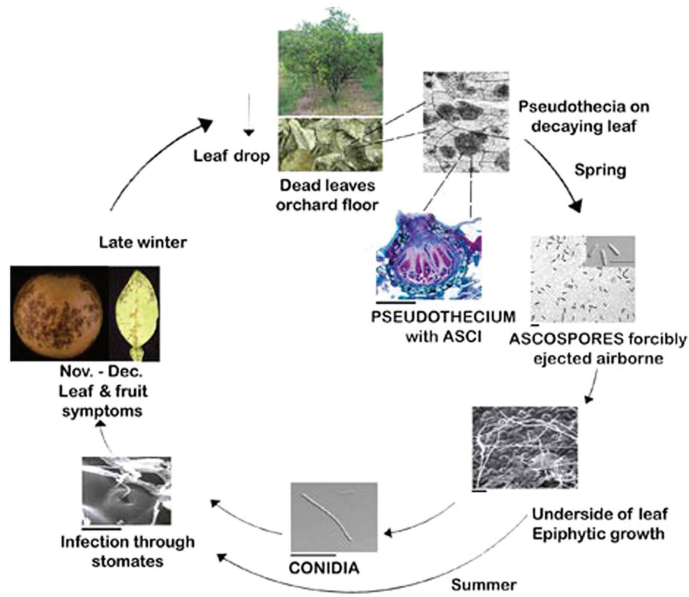 Leaf drop
Dead leaves
orchard floor
Pseudothecia on
decaying leaf
Spring
PSEUDOTHECIUM
with ASCI
ASCOSPORES forcibly
ejected airborne
Underside of leaf
Epiphytic growth
Summer
CONIDIA
Infection through
stomates
Nov. - Dec.
Leaf & fruit
symptoms
Late winter